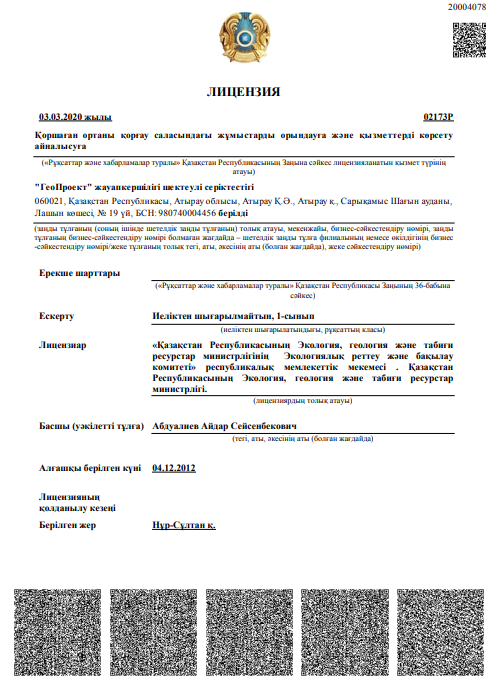 20004078
ЛИЦЕНЗИЯ
03.03.2020 жылы 02173P
Қоршаған ортаны қорғау саласындағы жұмыстарды орындауға және қызметтерді көрсету
айналысуға
(«Рұқсаттар және хабарламалар туралы» Қазақстан Республикасының Заңына сәйкес лицензияланатын қызмет түрінің
атауы)
"ГеоПроект" жауапкершілігі шектеулі серіктестігі
060021, Қазақстан Республикасы, Атырау облысы, Атырау Қ.Ә., Атырау қ., Сарықамыс Шағын ауданы,
Лашын көшесі, № 19 үй, БСН: 980740004456 берілді
(заңды тұлғаның (соның ішінде шетелдік заңды тұлғаның) толық атауы, мекенжайы, бизнес-сәйкестендіру нөмірі, заңды
тұлғаның бизнес-сәйкестендіру нөмірі болмаған жағдайда – шетелдік заңды тұлға филиалының немесе өкілдігінің бизнес
-сәйкестендіру нөмірі/жеке тұлғаның толық тегі, аты, әкесінің аты (болған жағдайда), жеке сәйкестендіру нөмірі)
Ерекше шарттары
(«Рұқсаттар және хабарламалар туралы» Қазақстан Республикасы Заңының 36-бабына
сәйкес)
Ескерту Иеліктен шығарылмайтын, 1-сынып
(иеліктен шығарылатындығы, рұқсаттың класы)
Лицензиар «Қазақстан Республикасының Экология, геология және табиғи
ресурстар министрлігінің Экологиялық реттеу және бақылау
комитеті» республикалық мемлекеттік мекемесі . Қазақстан
Республикасының Экология, геология және табиғи ресурстар
министрлігі.
(лицензиярдың толық атауы)
Басшы (уәкілетті тұлға) Абдуалиев Айдар Сейсенбекович
(тегі, аты, әкесінің аты (болған жағдайда)
Алғашқы берілген күні 04.12.2012
Лицензияның
қолданылу кезеңі
Берілген жер Нұр-Сұлтан қ.